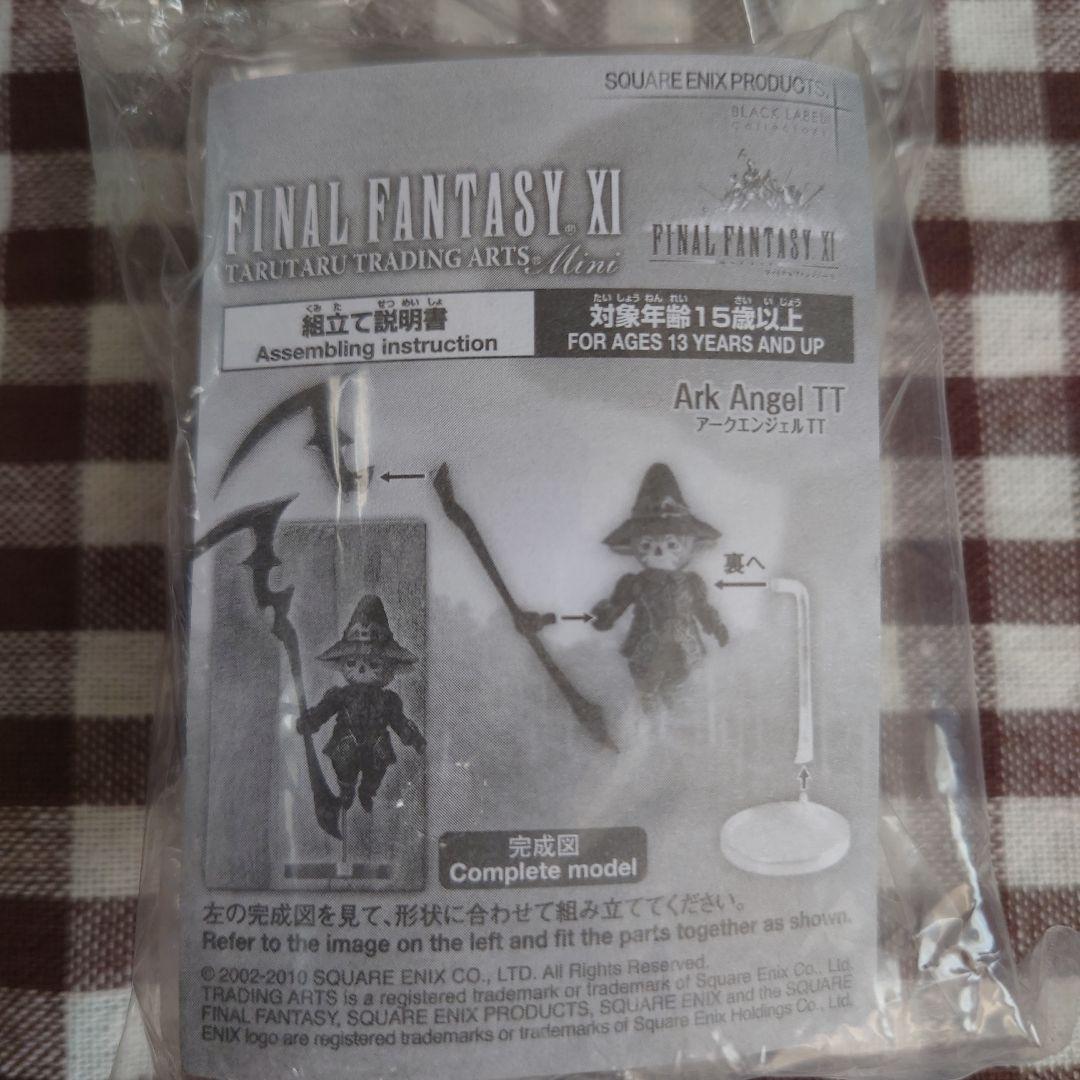 SQUARE ENIX PRODUCTS.
BLACK LABEL
Collectors
FINAL FANTASY® XI
TARUTARU TRADING ARTS® Mini
FINAL FANTASY XI
くみ た せつ めい しょ
組立て説明書
Assembling instruction
たい しょう ねん れい さい い じょう
対象年齢15歳以上
FOR AGES 13 YEARS AND UP
Ark Angel TT
アークエンジェルTT
裏へ
完成図
Complete model
左の完成図を見て、形状に合わせて組み立ててください。
Refer to the image on the left and fit the parts together as shown.
© 2002-2010 SQUARE ENIX CO., LTD. All Rights Reserved.
TRADING ARTS is a registered trademark or trademark of Square Enix Co., Ltd.
FINAL FANTASY, SQUARE ENIX PRODUCTS, SQUARE ENIX and the SQUARE
ENIX logo are registered trademarks or trademarks of Square Enix Holdings Co., Ltd.